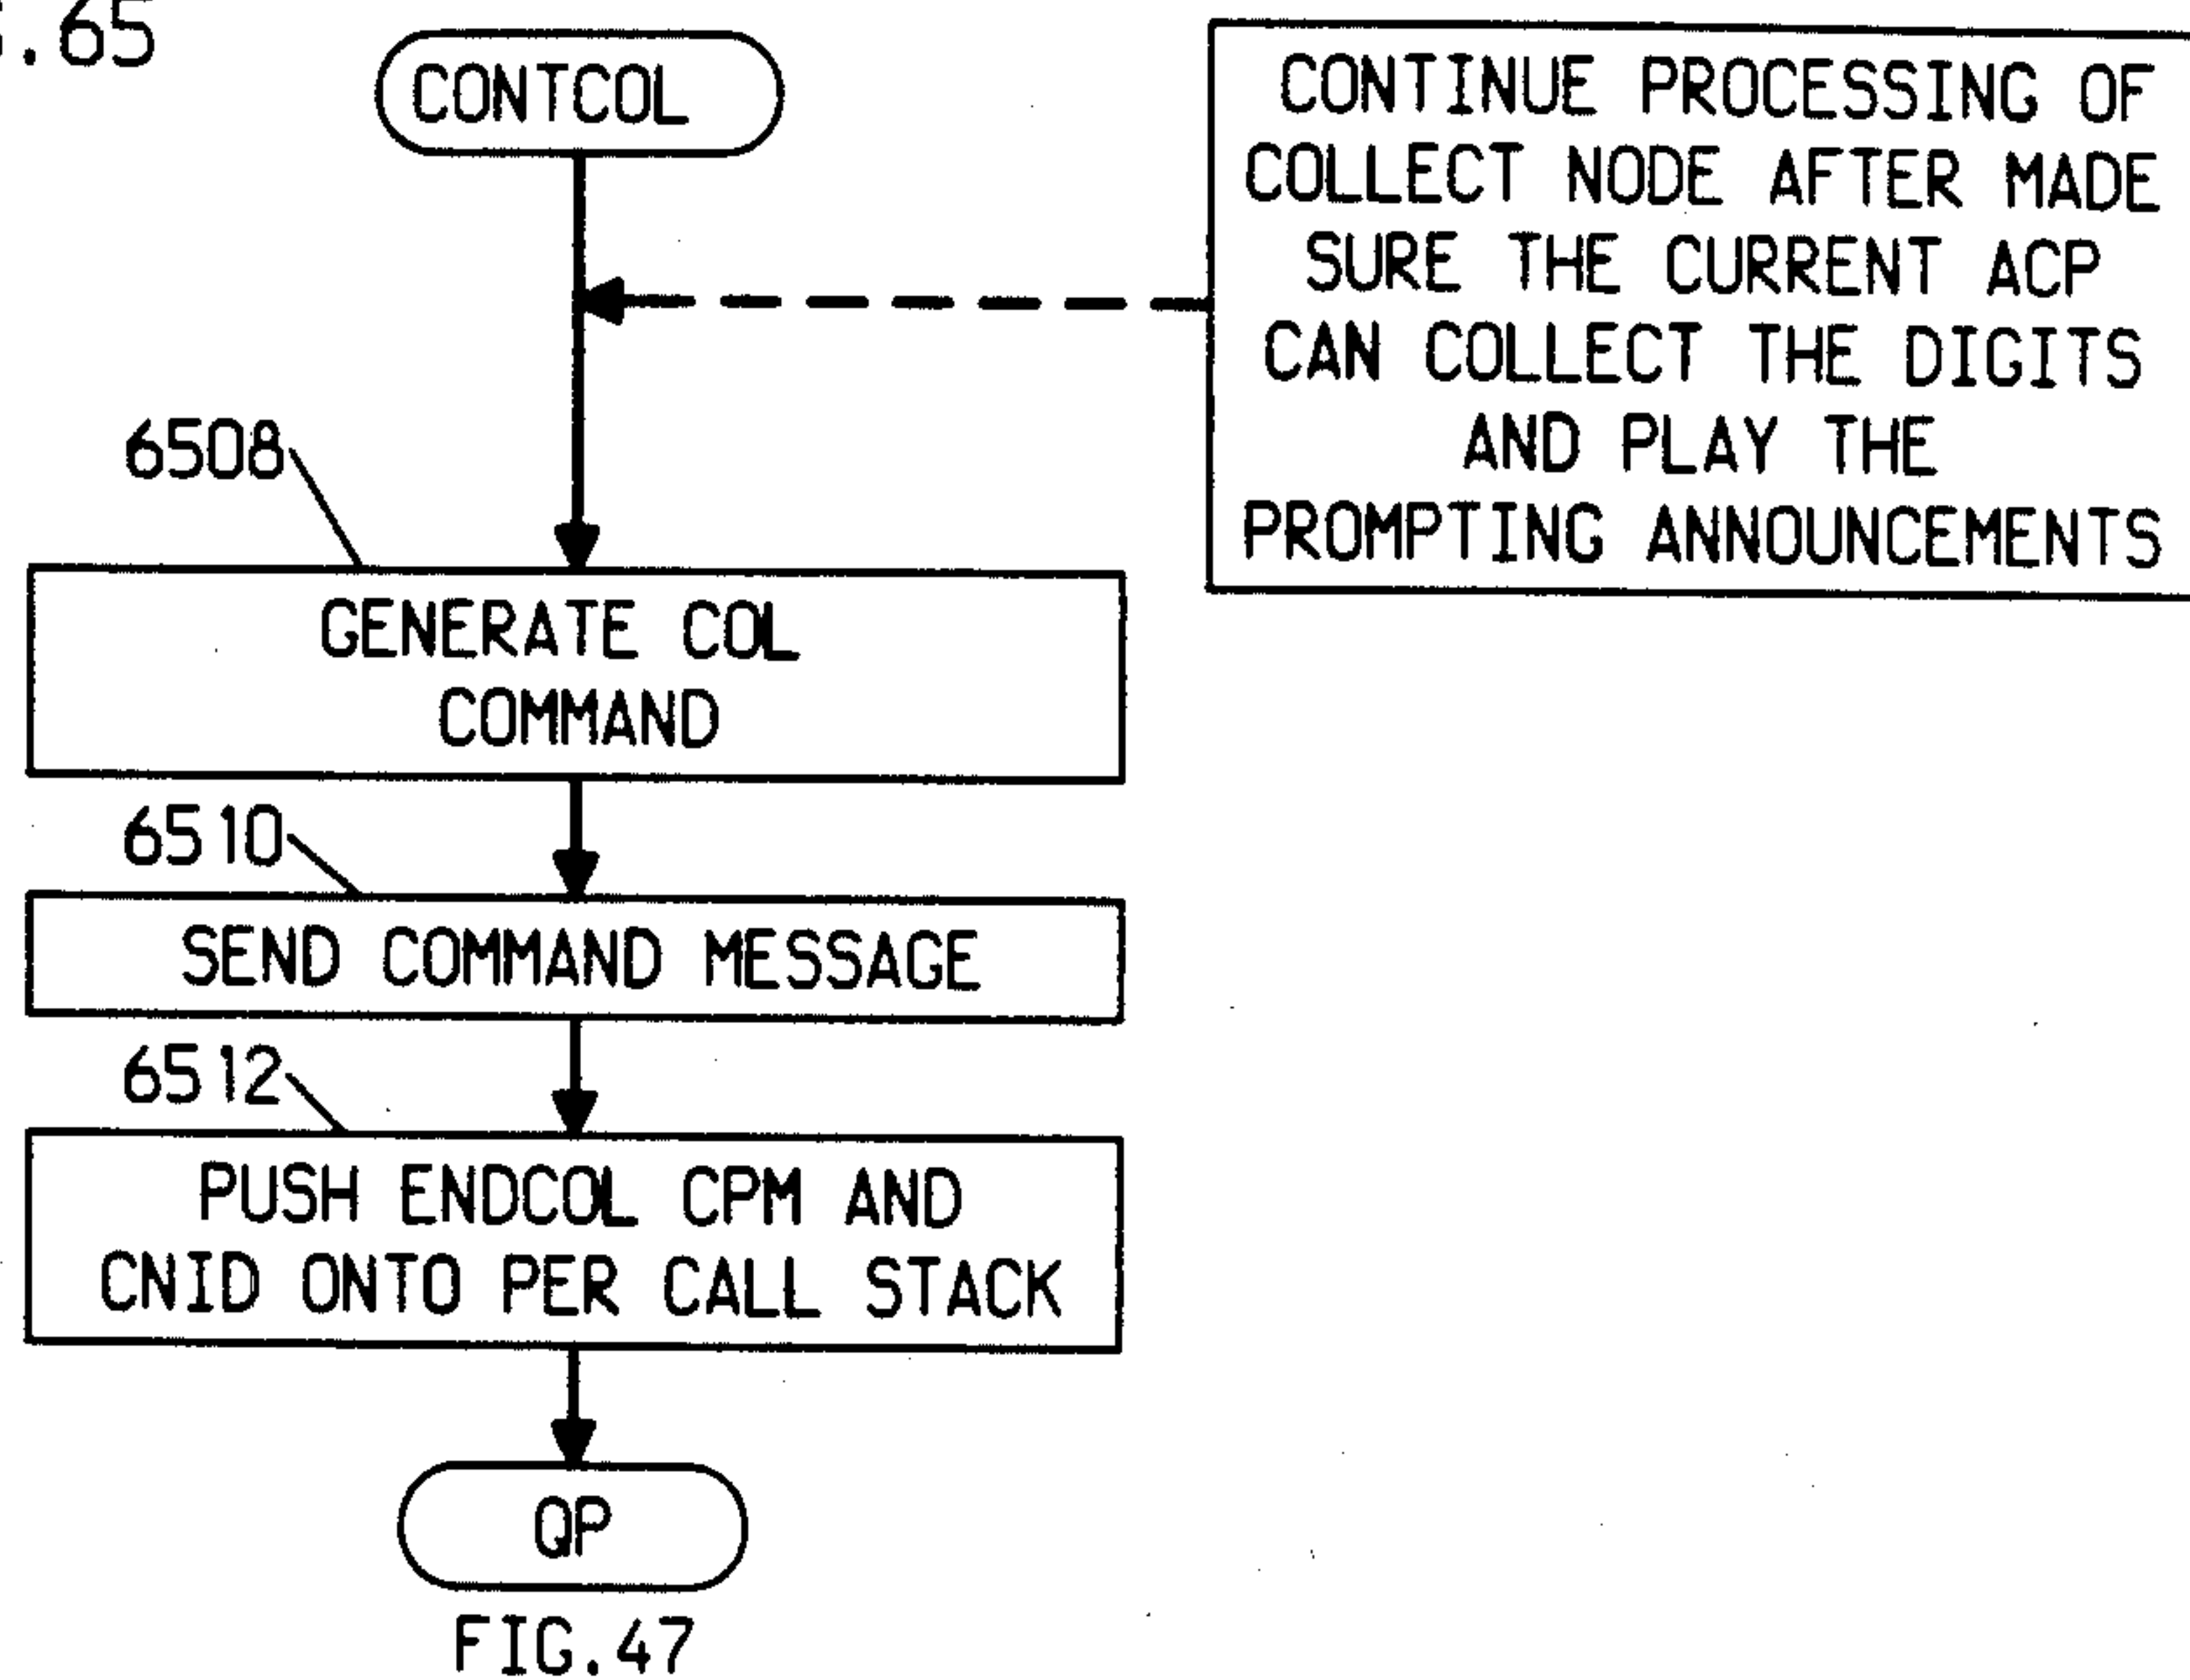 .65
CONTCOL
CONTINUE PROCESSING OF
COLLECT NODE AFTER MADE
SURE THE CURRENT ACP
CAN COLLECT THE DIGITS
AND PLAY THE
PROMPTING ANNOUNCEMENTS
6508
GENERATE COL
COMMAND
6510
SEND COMMAND MESSAGE
6512
PUSH ENDCOL CPM AND
CNID ONTO PER CALL STACK
QP
FIG.47